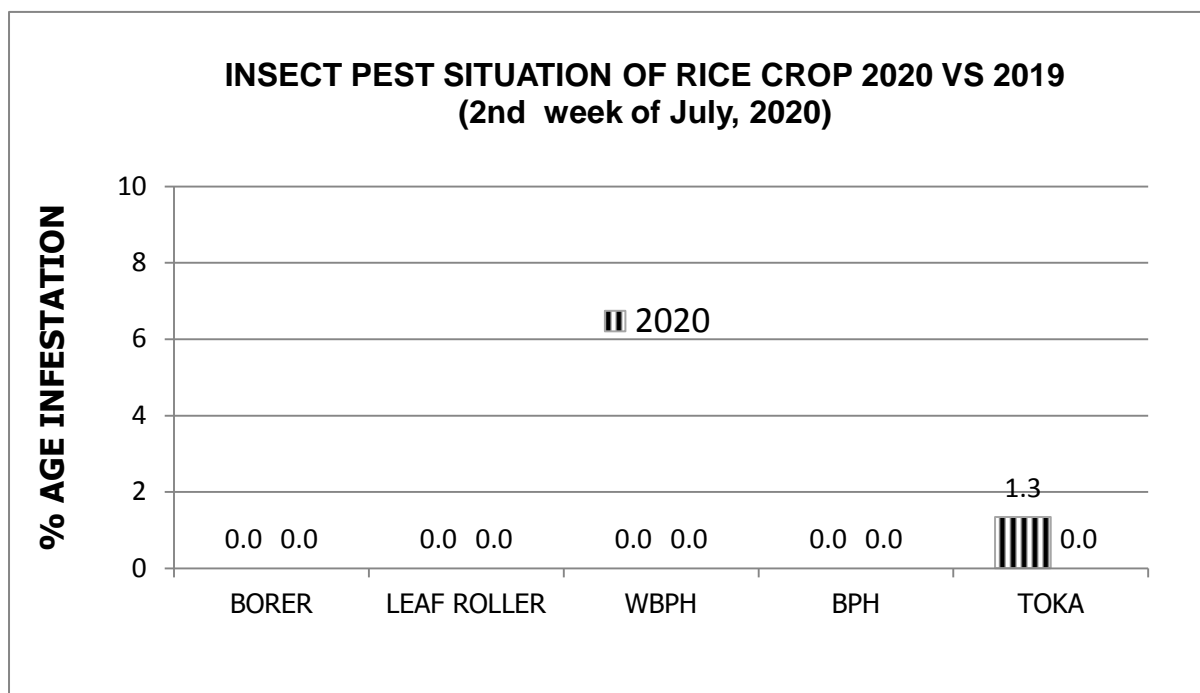 INSECT PEST SITUATION OF RICE CROP 2020 VS 2019
(2nd week of July, 2020)
% AGE INFESTATION
10
8
6
4
2
0
2020
1.3
0.0 0.0 0.0 0.0 0.0 0.0 0.0 0.0 0.0
BORER LEAF ROLLER WBPH BPH TOKA